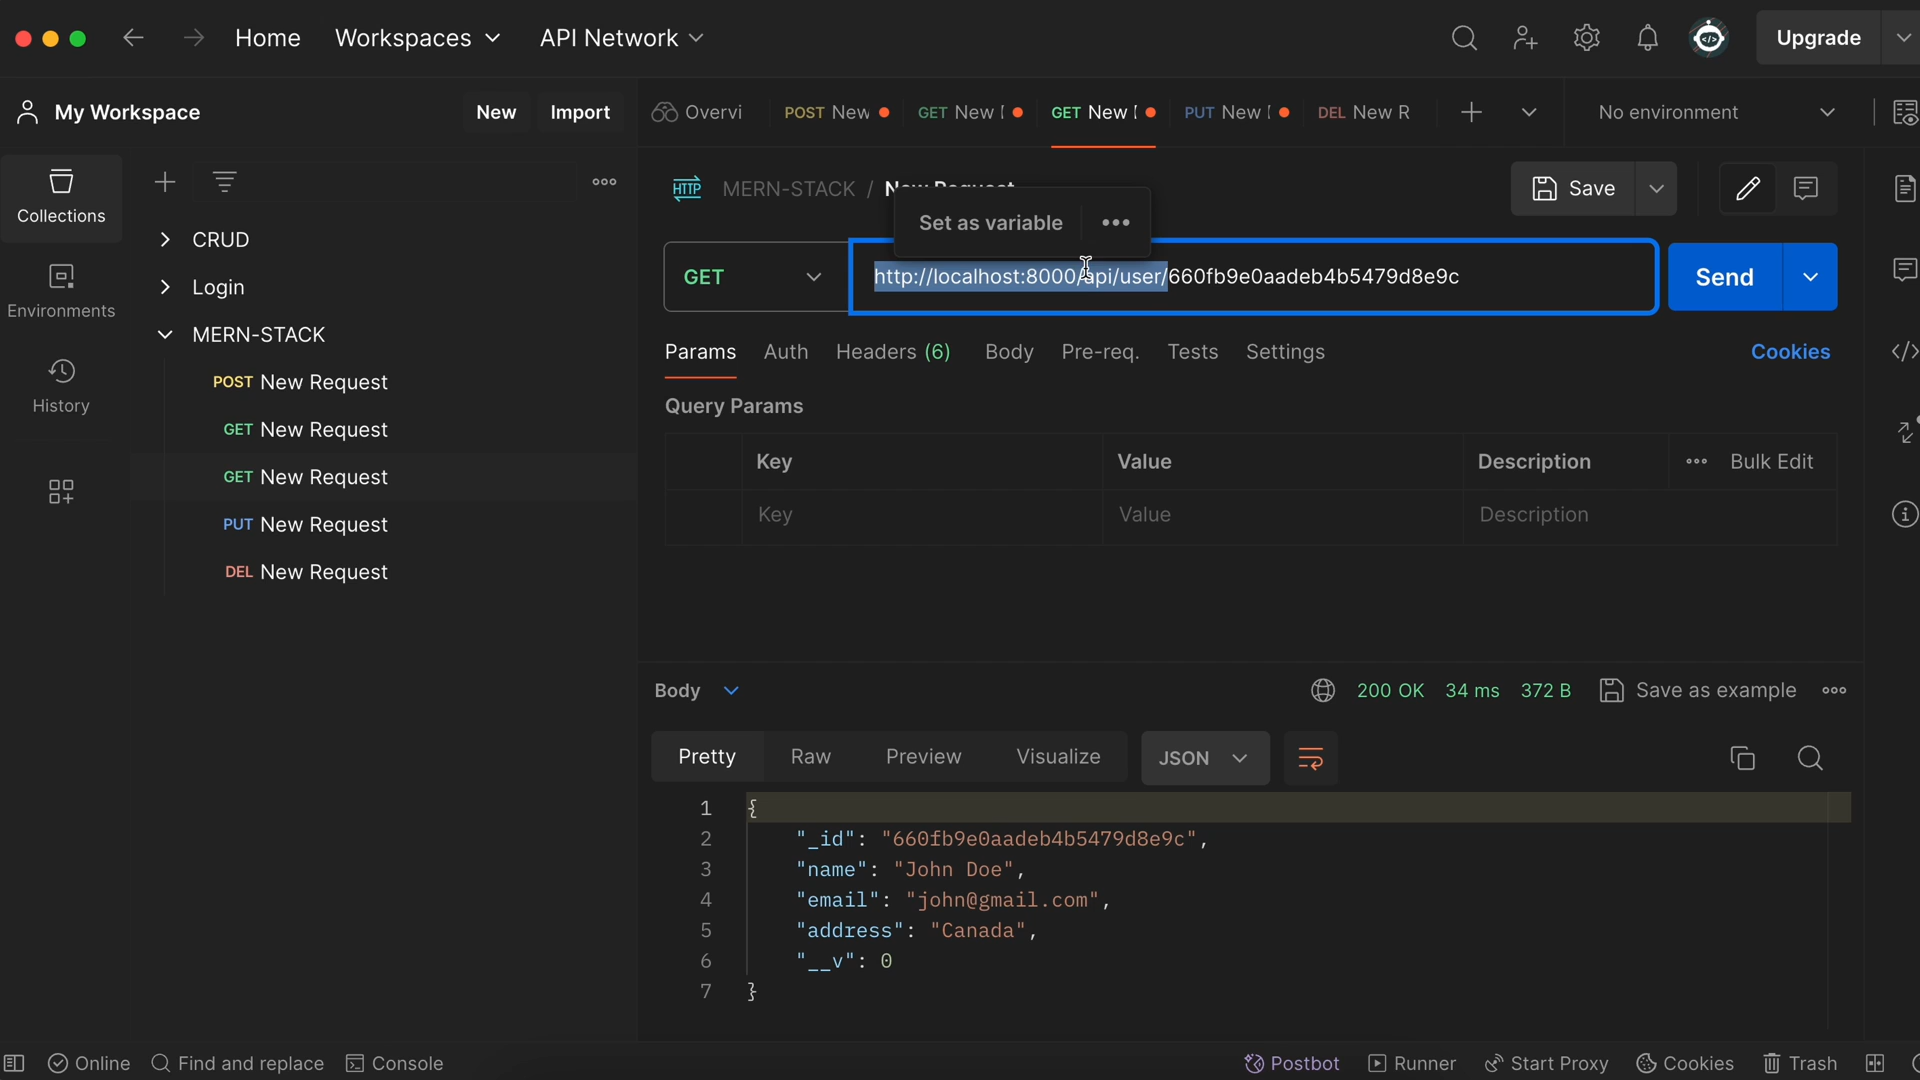 Home Workspaces API Network Upgrade
My Workspace New Import
Overvi POST New GET New GET New PUT New DEL New R No environment
Collections
Environments
History
CRUD
Login
MERN-STACK
POST New Request
GET New Request
GET New Request
PUT New Request
DEL New Request
HTTP MERN-STACK / New Request Save
Set as variable
GET http://localhost:8000/api/user/660fb9e0aadeb4b5479d8e9c Send
Params Auth Headers (6) Body Pre-req. Tests Settings Cookies
Query Params
Key Value Description Bulk Edit
Key Value Description
Body 200 OK 34 ms 372 B Save as example
Pretty Raw Preview Visualize JSON
1 {
2 "_id": "660fb9e0aadeb4b5479d8e9c",
3 "name": "John Doe",
4 "email": "john@gmail.com",
5 "address": "Canada",
6 "__v": 0
7 }
Online Find and replace Console Postbot Runner Start Proxy Cookies Trash